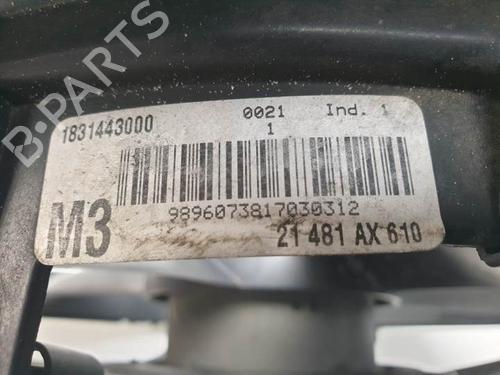 B-PARTS
1831443000 0021 Ind. 1
1
9896073817030312
M3 21 481 AX 610